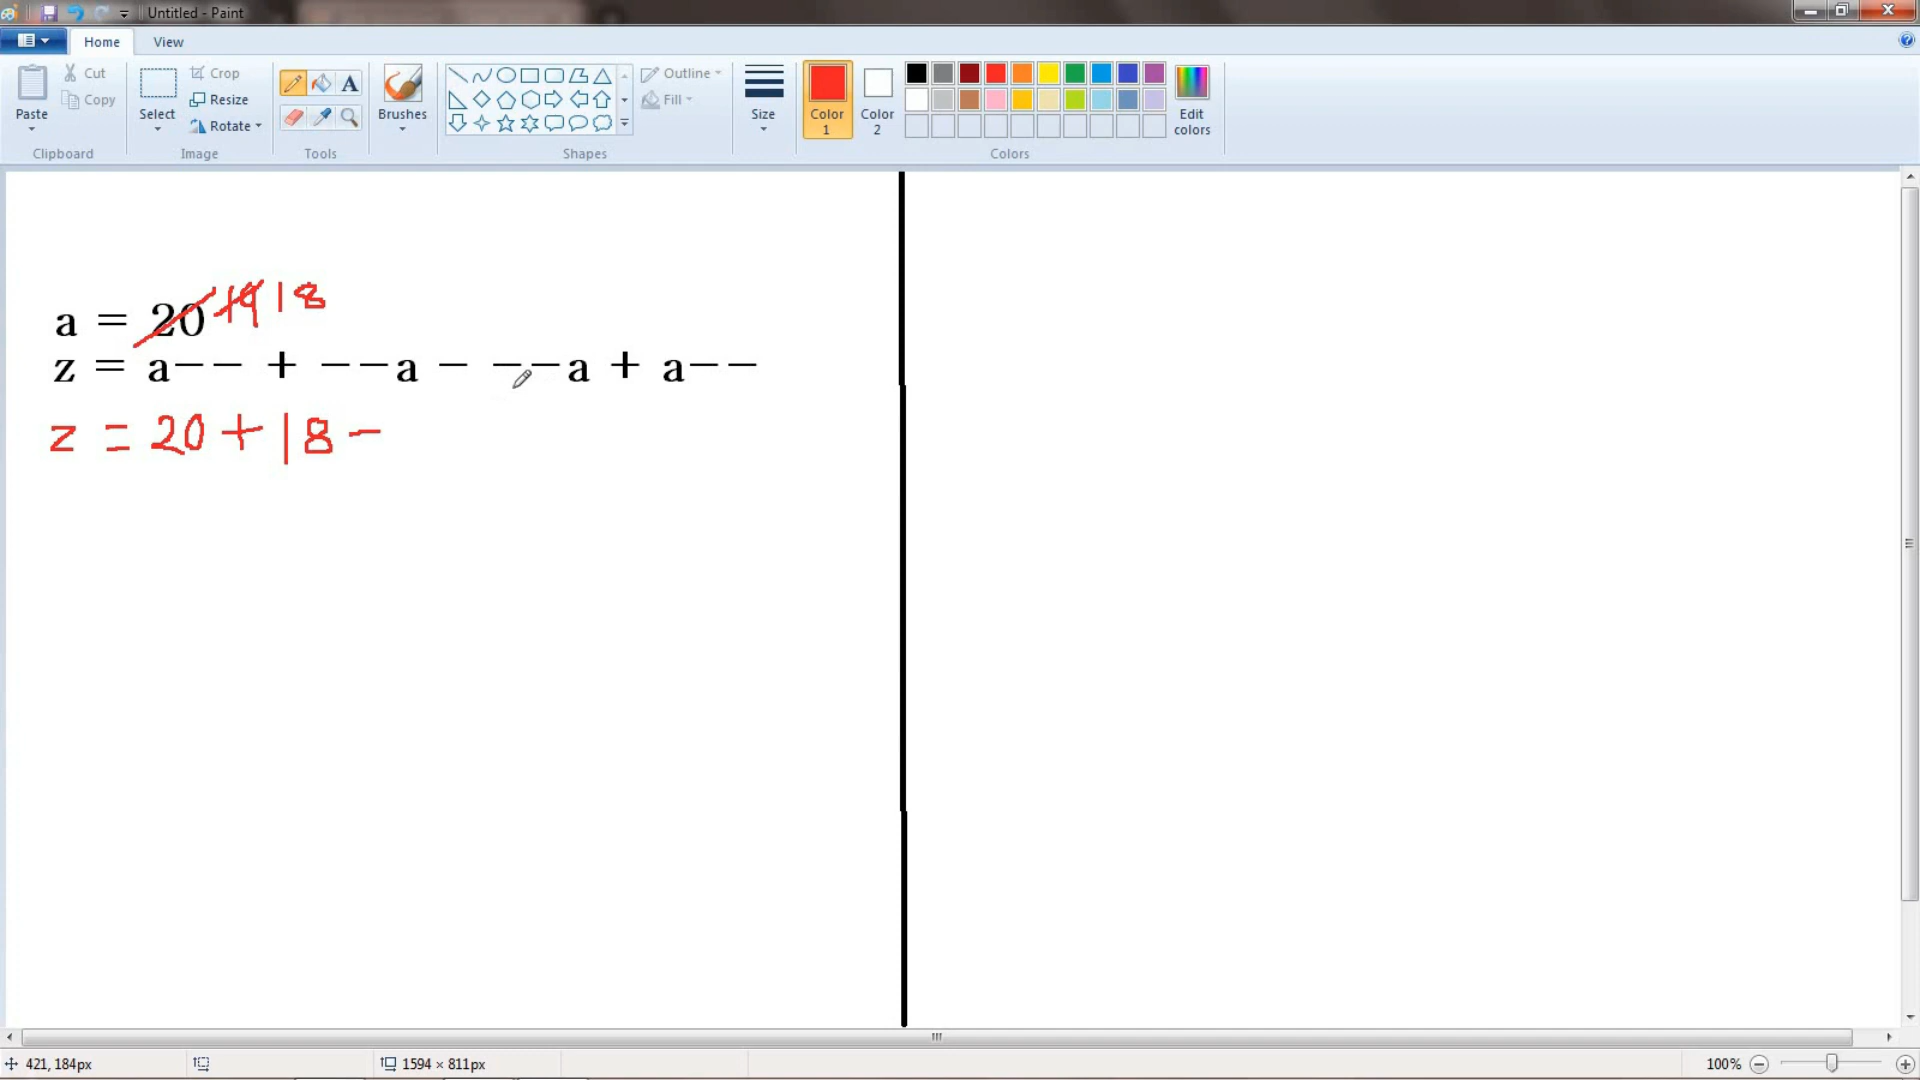 Untitled - Paint
Home View
Paste
Cut
Copy
Clipboard
Select
Crop
Resize
Rotate
Image
Tools
Brushes
Shapes
Outline
Fill
Size
Color 1
Color 2
Edit colors
Colors
19 18
a = 20
z = a-- + --a - --a + a--
z = 20 + 18 -
421, 184px
1594 × 811px
100%